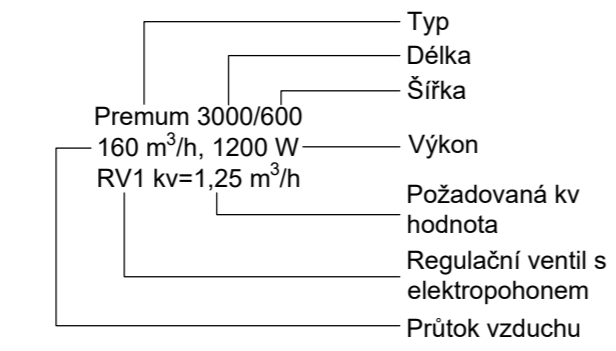 Typ
Délka
Šířka
Premum 3000/600
160 m³/h, 1200 W
Výkon
RV1 kv=1,25 m³/h
Požadovaná kv
hodnota
Regulační ventil s
elektropohonem
Průtok vzduchu